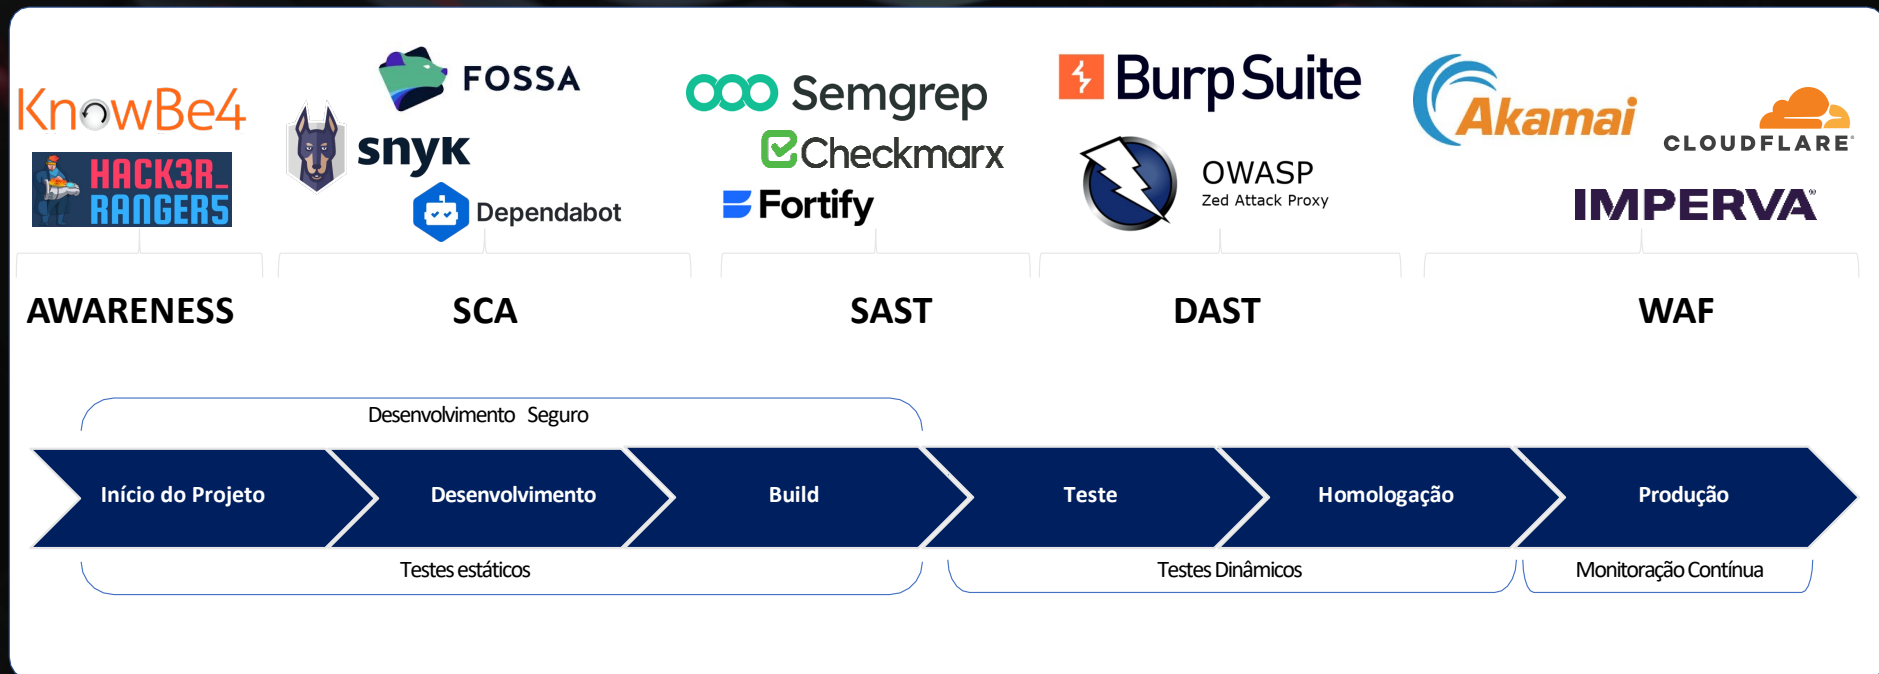 KnowBe4
HACK3R_
RANGER5
FOSSA
snyk
Dependabot
Semgrep
Checkmarx
Fortify
Burp Suite
OWASP
Zed Attack Proxy
Akamai
CLOUDFLARE
IMPERVA
AWARENESS
SCA
SAST
DAST
WAF
Desenvolvimento Seguro
Início do Projeto
Desenvolvimento
Build
Teste
Homologação
Produção
Testes estáticos
Testes Dinâmicos
Monitoração Contínua